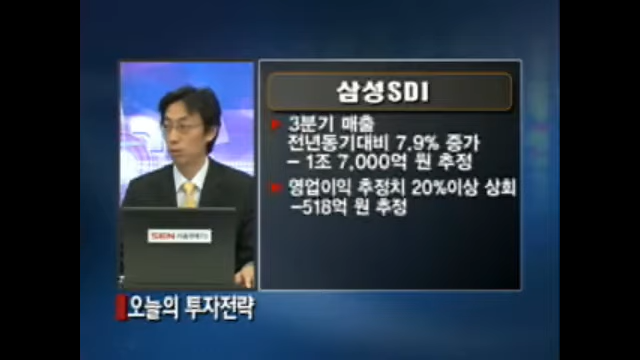 삼성SDI
3분기 매출
전년동기대비 7.9% 증가
- 1조 7,000억 원 추정
영업이익 추정치 20%이상 상회
-518억 원 추정
SEN
오늘의 투자전략